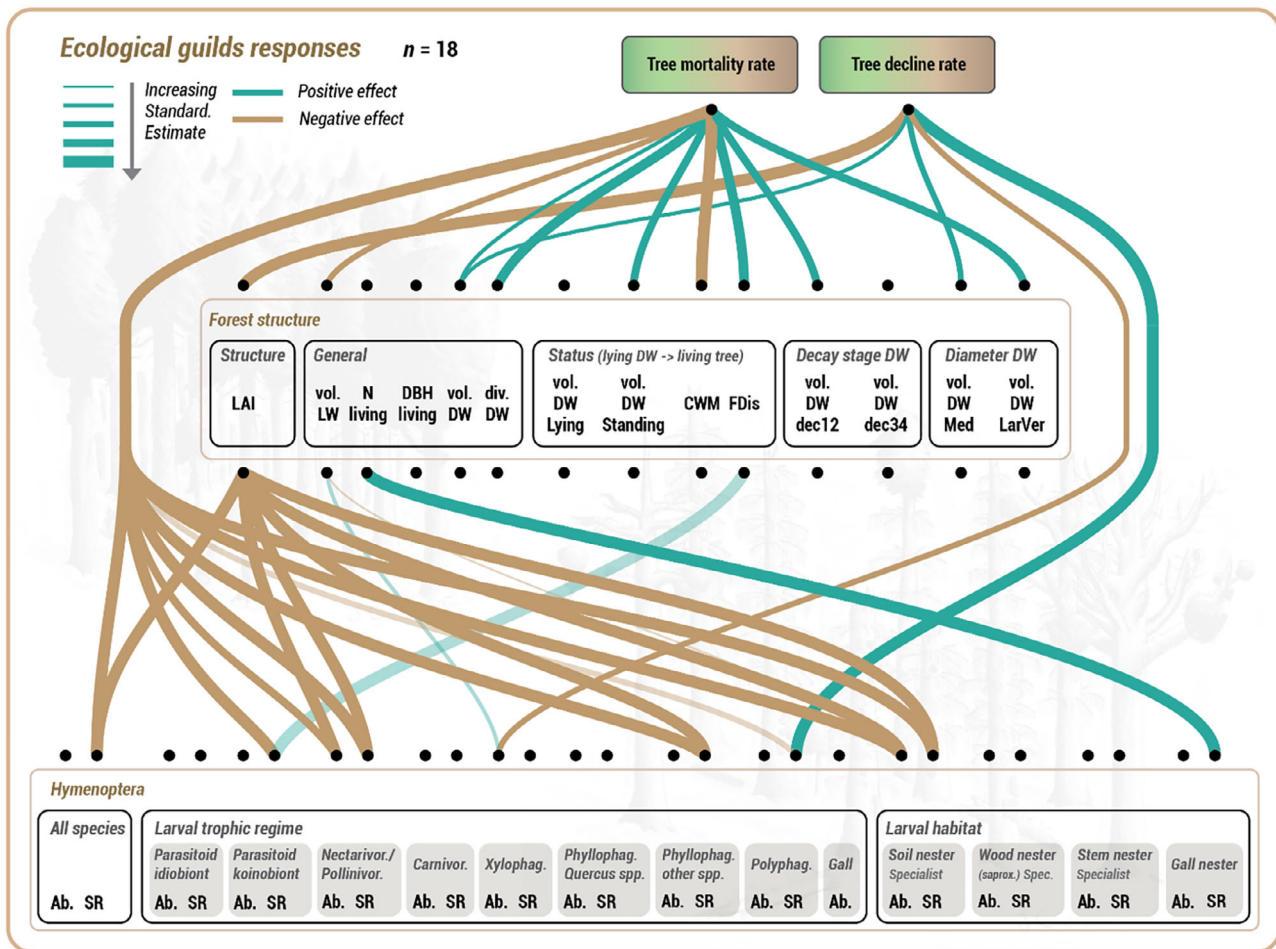 Ecological guilds responses n = 18
Increasing
Standard.
Estimate
Positive effect
Negative effect
Tree mortality rate
Tree decline rate
Forest structure
Structure
LAI
General
vol. N DBH vol. div.
LW living living DW DW
Status (lying DW -> living tree)
vol. vol.
DW DW CWM FDis
Lying Standing
Decay stage DW
vol. vol.
DW DW
dec12 dec34
Diameter DW
vol. vol.
DW DW
Med LarVer
Hymenoptera
All species
Ab. SR
Larval trophic regime
Parasitoid
idiobiont
Ab. SR
Parasitoid
koinobiont
Ab. SR
Nectarivor./
Pollinivor.
Ab. SR
Carnivor.
Ab. SR
Xylophag.
Ab. SR
Phyllophag.
Quercus spp.
Ab. SR
Phyllophag.
other spp.
Ab. SR
Polyphag.
Ab. SR
Gall
Ab.
Larval habitat
Soil nester
Specialist
Ab. SR
Wood nester
(saprox.) Spec.
Ab. SR
Stem nester
Specialist
Ab. SR
Gall nester
Ab. SR